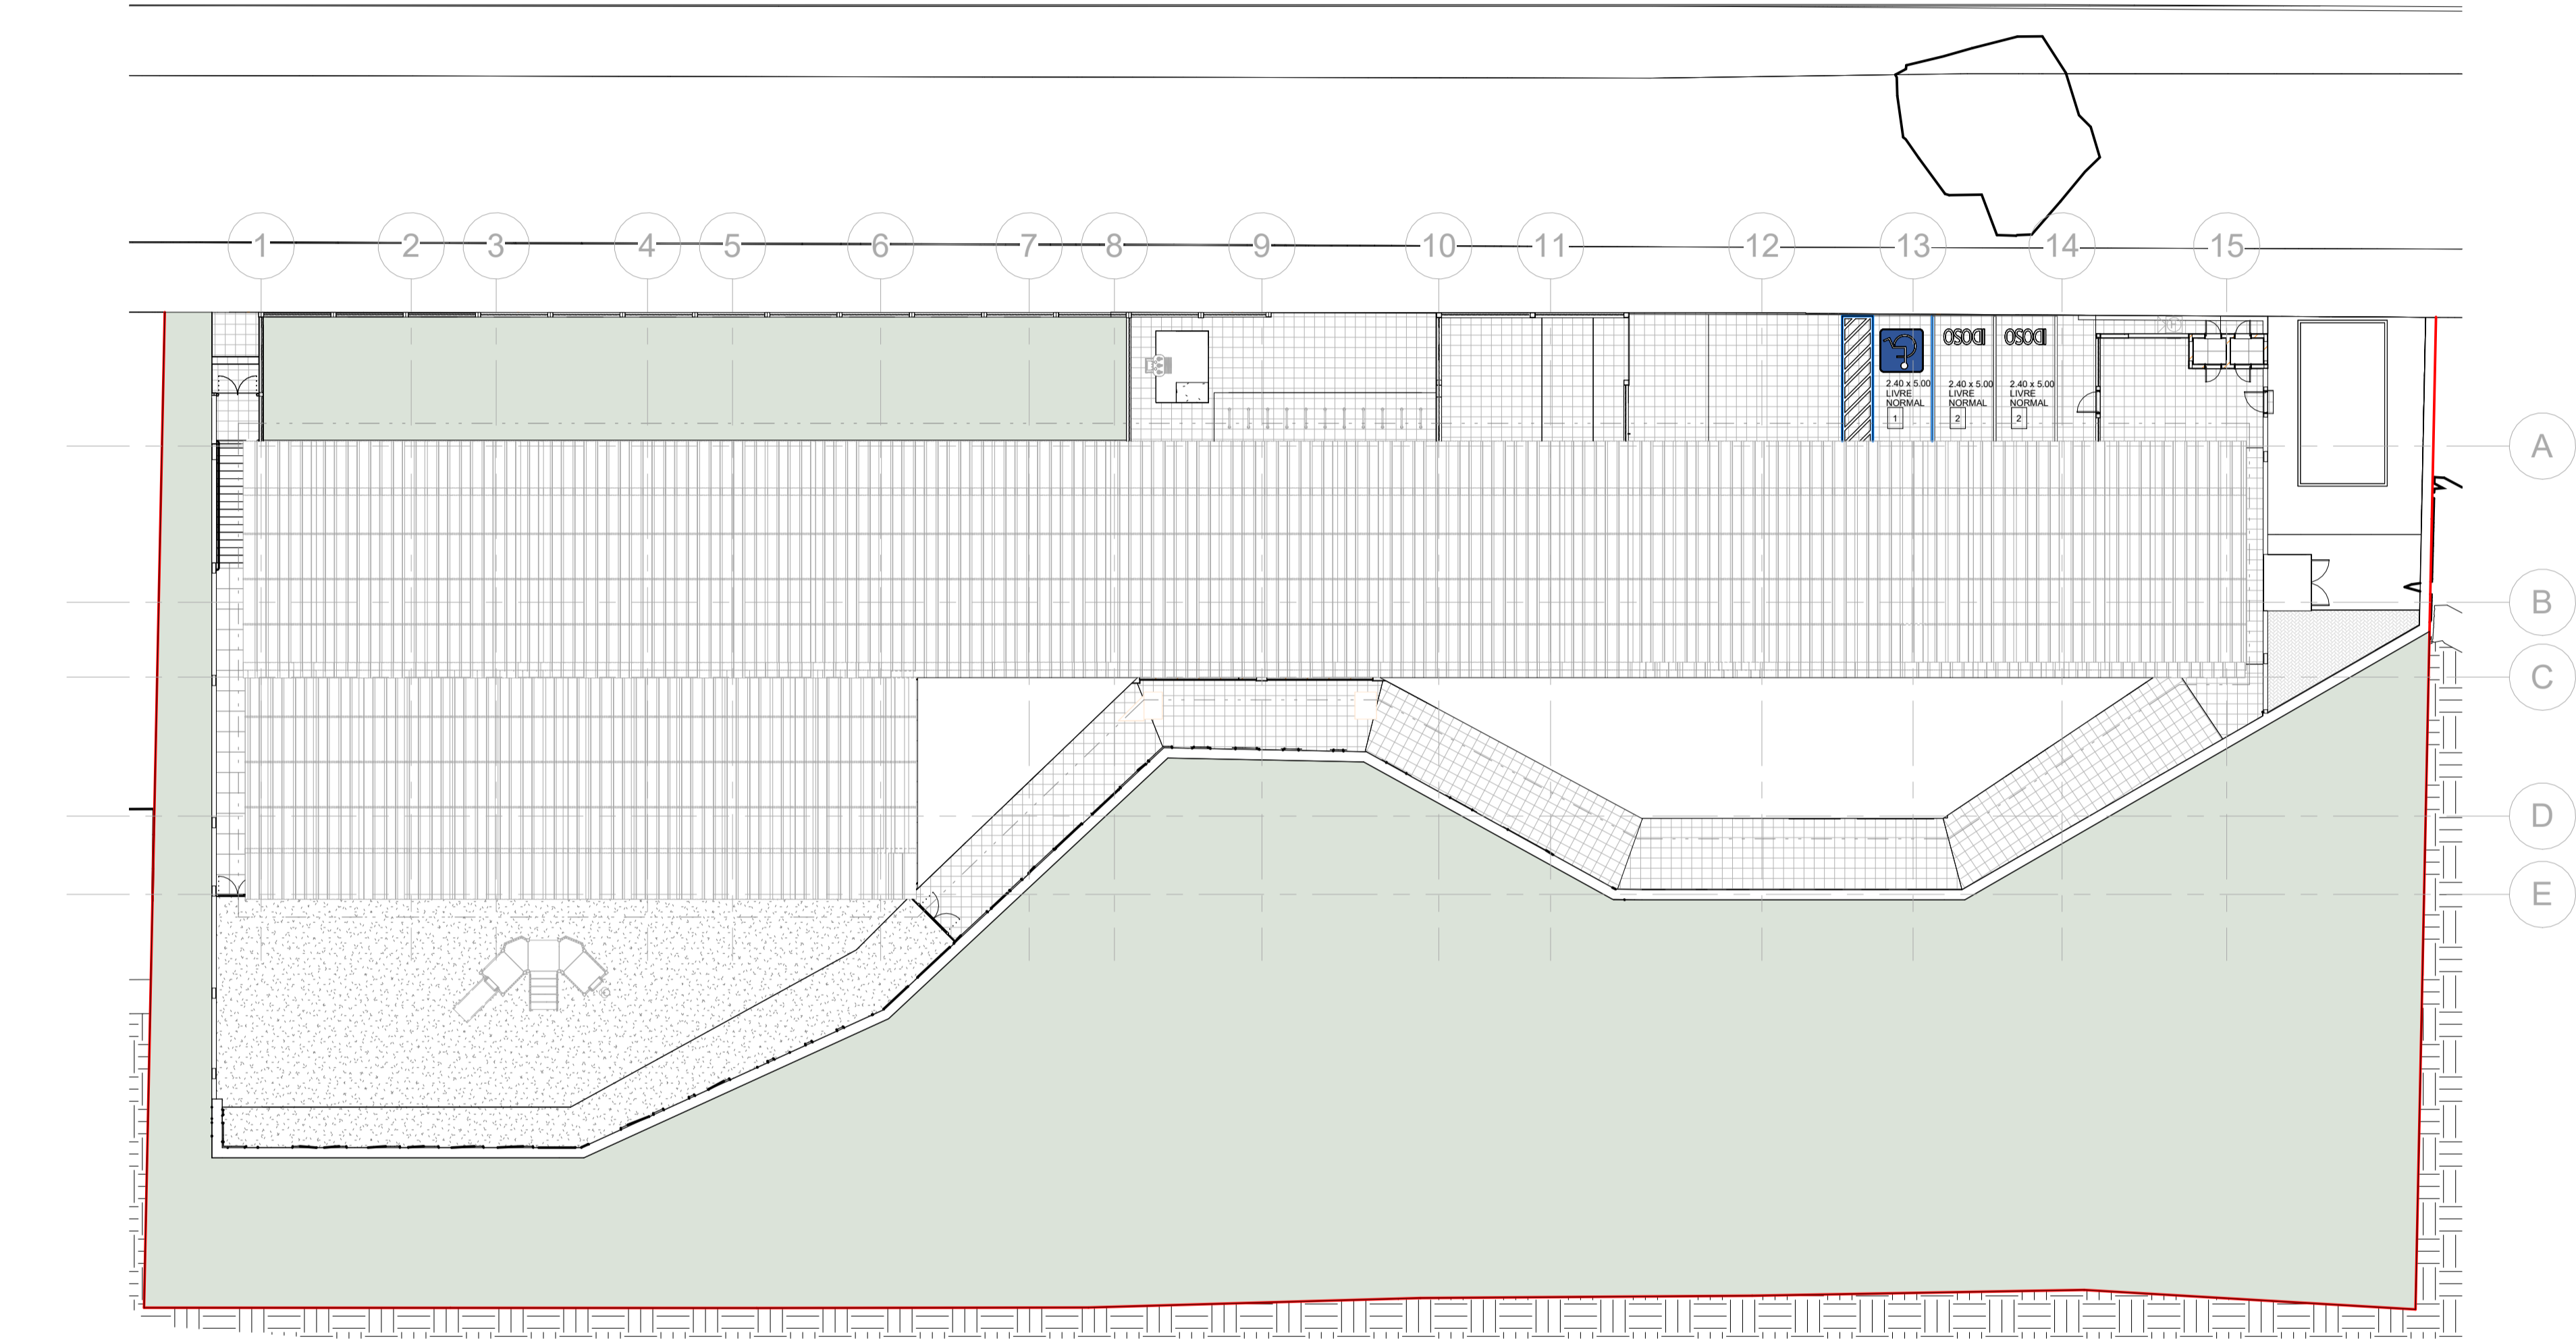 1 2 3 4 5 6 7 8 9 10 11 12 13 14 15
IDOSO IDOSO
2.40 x 5.00
LIVRE
NORMAL
1
2.40 x 5.00
LIVRE
NORMAL
2
2.40 x 5.00
LIVRE
NORMAL
2
A
B
C
D
E